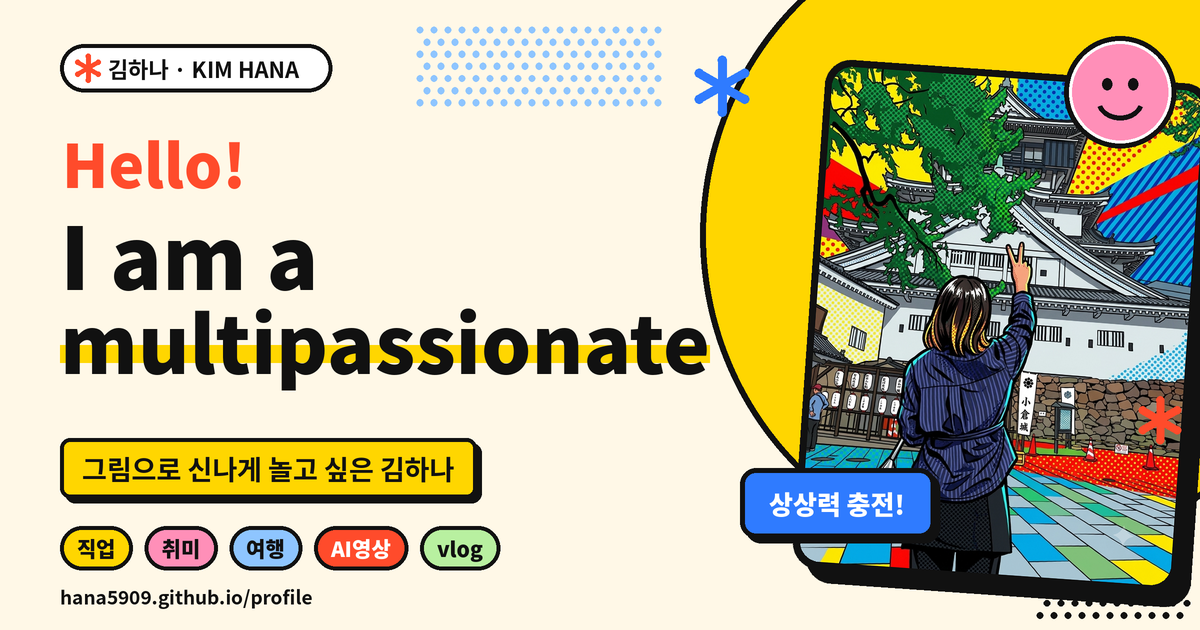 김하나 · KIM HANA
Hello!
I am a
multipassionate
그림으로 신나게 놀고 싶은 김하나
직업 취미 여행 AI영상 vlog
hana5909.github.io/profile
상상력 충전!
小倉城